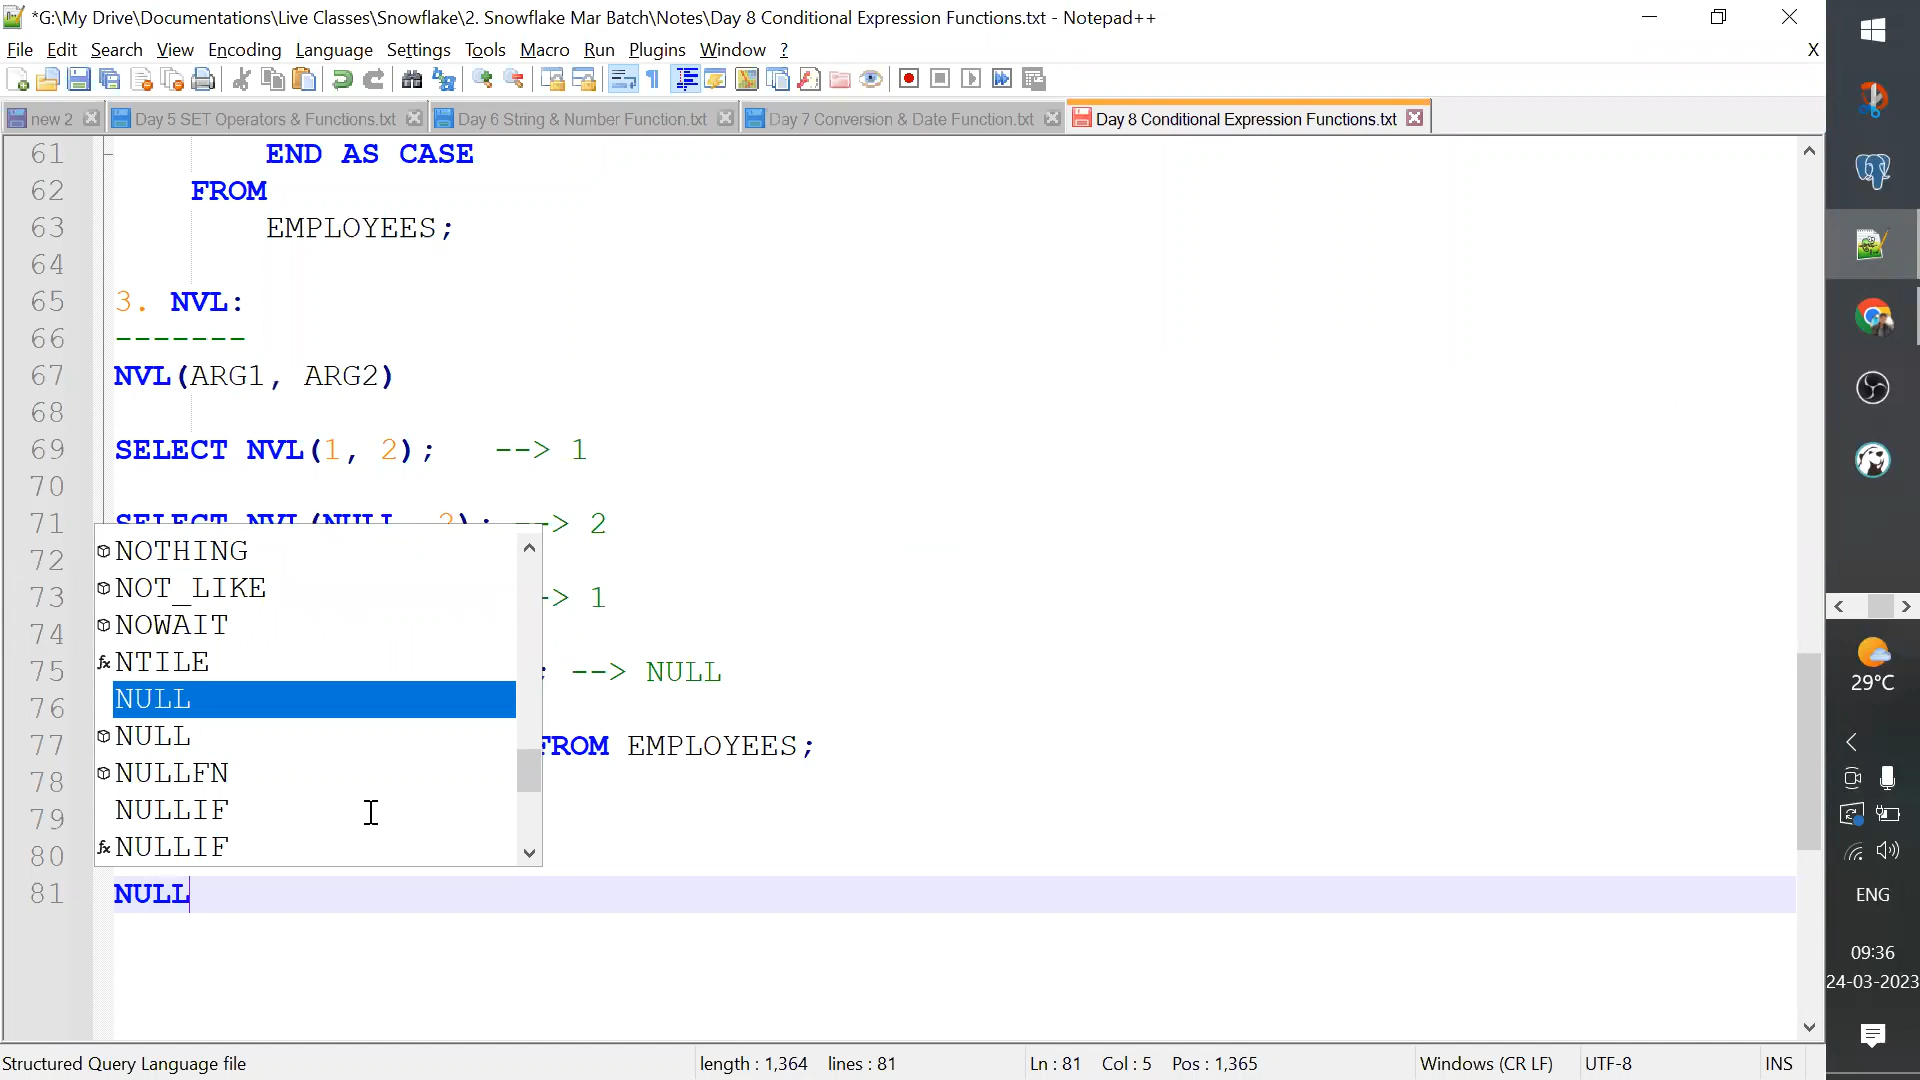 *G:\My Drive\Documentations\Live Classes\Snowflake\2. Snowflake Mar Batch\Notes\Day 8 Conditional Expression Functions.txt - Notepad++
File Edit Search View Encoding Language Settings Tools Macro Run Plugins Window ? X
new 2 Day 5 SET Operators & Functions.txt Day 6 String & Number Function.txt Day 7 Conversion & Date Function.txt Day 8 Conditional Expression Functions.txt
61 END AS CASE
62 FROM
63 EMPLOYEES;
64
65 3. NVL:
66 -------
67 NVL(ARG1, ARG2)
68
69 SELECT NVL(1, 2); --> 1
70
71 SELECT NVL(NULL, 2); --> 2
72 NOTHING
NOT_LIKE
73 -> 1
NOWAIT
74
NTILE
75 ; --> NULL
NULL
76
NULL
77 FROM EMPLOYEES;
NULLFN
78
NULLIF
79
NULLIF
80
81 NULL
29°C
ENG
09:36
24-03-2023
Structured Query Language file length : 1,364 lines : 81 Ln : 81 Col : 5 Pos : 1,365 Windows (CR LF) UTF-8 INS